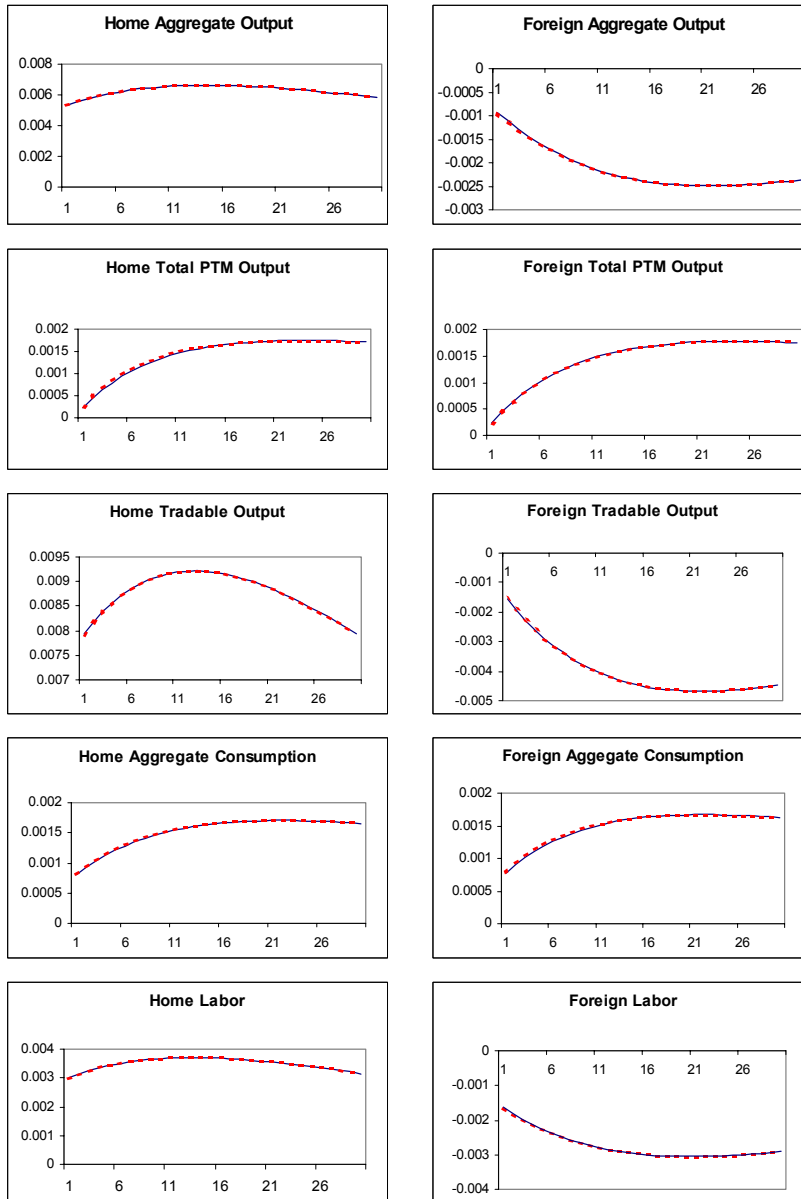 Home Aggregate Output
0.008
0.006
0.004
0.002
0
1 6 11 16 21 26
Foreign Aggregate Output
0
-0.0005
-0.001
-0.0015
-0.002
-0.0025
-0.003
1 6 11 16 21 26
Home Total PTM Output
0.002
0.0015
0.001
0.0005
0
1 6 11 16 21 26
Foreign Total PTM Output
0.002
0.0015
0.001
0.0005
0
1 6 11 16 21 26
Home Tradable Output
0.0095
0.009
0.0085
0.008
0.0075
0.007
1 6 11 16 21 26
Foreign Tradable Output
0
-0.001
-0.002
-0.003
-0.004
-0.005
1 6 11 16 21 26
Home Aggregate Consumption
0.002
0.0015
0.001
0.0005
0
1 6 11 16 21 26
Foreign Aggegate Consumption
0.002
0.0015
0.001
0.0005
0
1 6 11 16 21 26
Home Labor
0.004
0.003
0.002
0.001
0
1 6 11 16 21 26
Foreign Labor
0
-0.001
-0.002
-0.003
-0.004
1 6 11 16 21 26